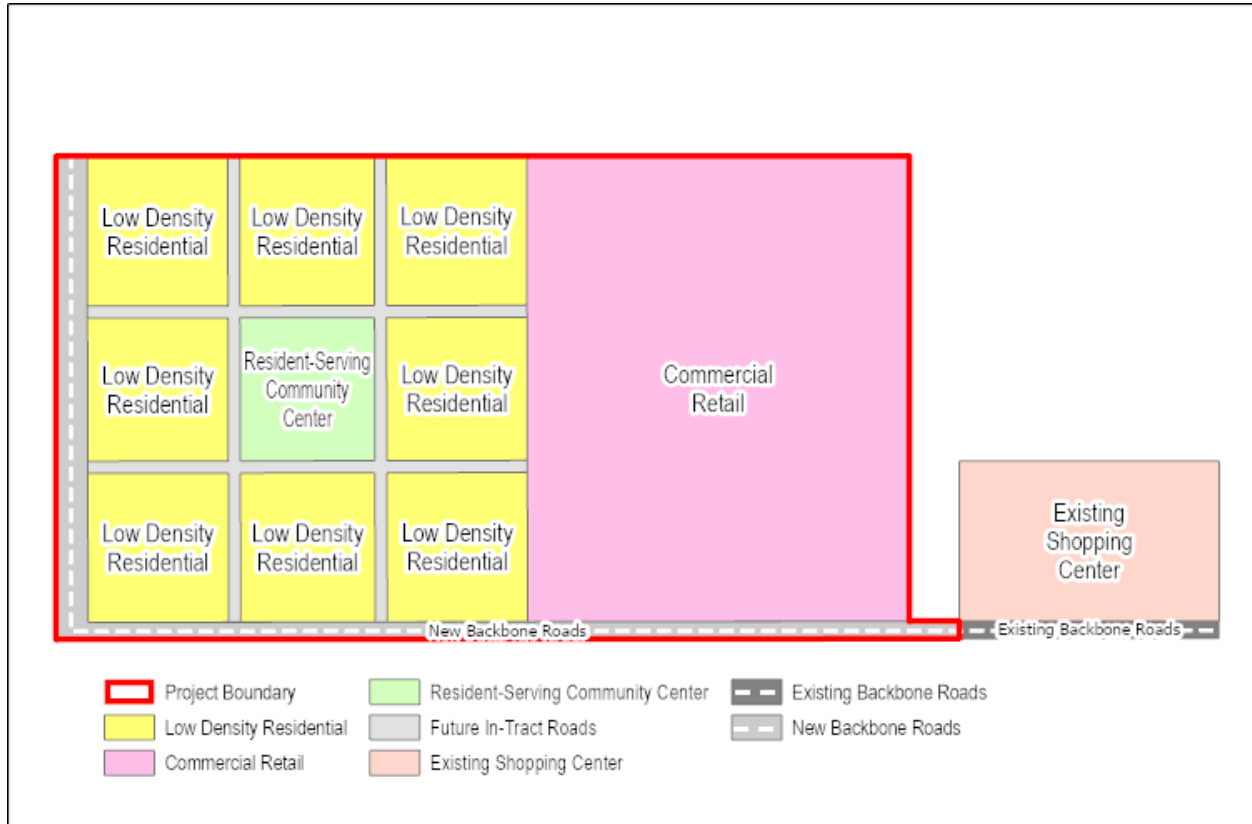 Low Density
Residential
Low Density
Residential
Low Density
Residential
Low Density
Residential
Resident-Serving
Community
Center
Low Density
Residential
Commercial
Retail
Low Density
Residential
Low Density
Residential
Low Density
Residential
Existing
Shopping
Center
New Backbone Roads
Existing Backbone Roads
Project Boundary
Low Density Residential
Commercial Retail
Resident-Serving Community Center
Future In-Tract Roads
Existing Shopping Center
Existing Backbone Roads
New Backbone Roads